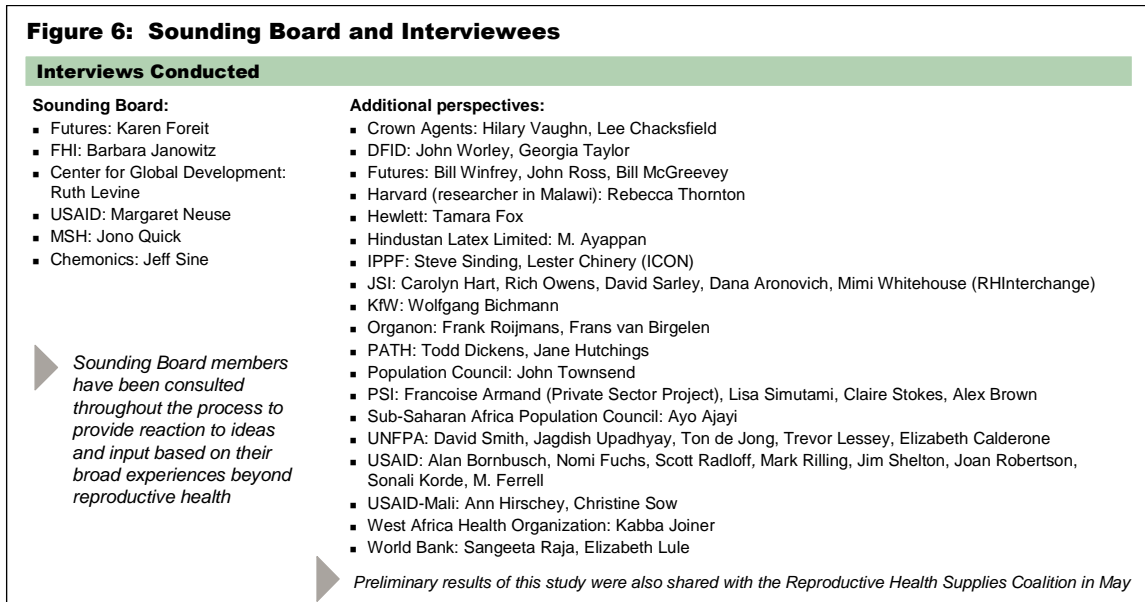 Figure 6: Sounding Board and Interviewees
Interviews Conducted
Sounding Board:
▪ Futures: Karen Foreit
▪ FHI: Barbara Janowitz
▪ Center for Global Development:
Ruth Levine
▪ USAID: Margaret Neuse
▪ MSH: Jono Quick
▪ Chemonics: Jeff Sine
Sounding Board members
have been consulted
throughout the process to
provide reaction to ideas
and input based on their
broad experiences beyond
reproductive health
Additional perspectives:
▪ Crown Agents: Hilary Vaughn, Lee Chacksfield
▪ DFID: John Worley, Georgia Taylor
▪ Futures: Bill Winfrey, John Ross, Bill McGreevey
▪ Harvard (researcher in Malawi): Rebecca Thornton
▪ Hewlett: Tamara Fox
▪ Hindustan Latex Limited: M. Ayappan
▪ IPPF: Steve Sinding, Lester Chinery (ICON)
▪ JSI: Carolyn Hart, Rich Owens, David Sarley, Dana Aronovich, Mimi Whitehouse (RHInterchange)
▪ KfW: Wolfgang Bichmann
▪ Organon: Frank Roijmans, Frans van Birgelen
▪ PATH: Todd Dickens, Jane Hutchings
▪ Population Council: John Townsend
▪ PSI: Francoise Armand (Private Sector Project), Lisa Simutami, Claire Stokes, Alex Brown
▪ Sub-Saharan Africa Population Council: Ayo Ajayi
▪ UNFPA: David Smith, Jagdish Upadhyay, Ton de Jong, Trevor Lessey, Elizabeth Calderone
▪ USAID: Alan Bornbusch, Nomi Fuchs, Scott Radloff, Mark Rilling, Jim Shelton, Joan Robertson,
Sonali Korde, M. Ferrell
▪ USAID-Mali: Ann Hirschey, Christine Sow
▪ West Africa Health Organization: Kabba Joiner
▪ World Bank: Sangeeta Raja, Elizabeth Lule
Preliminary results of this study were also shared with the Reproductive Health Supplies Coalition in May